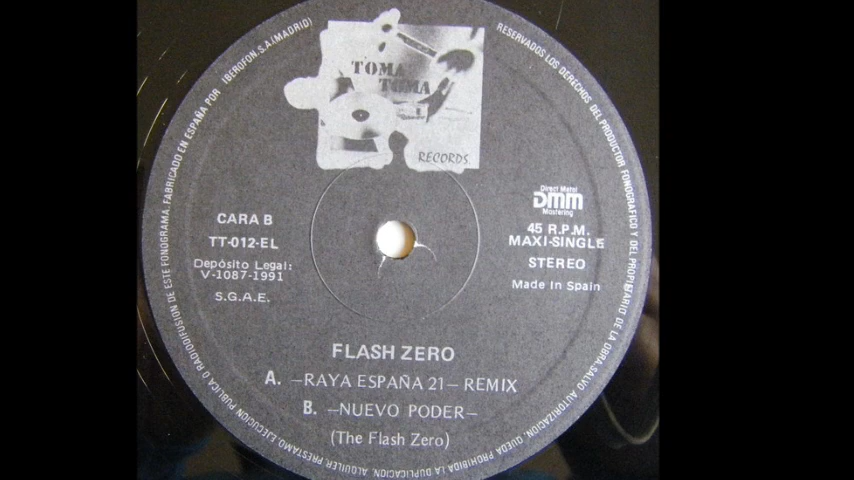 RESERVADOS LOS DERECHOS DEL PRODUCTOR FONOGRAFICO Y DEL PROPIETARIO DE LA OBRA. SALVO AUTORIZACION, QUEDA PROHIBIDA LA DUPLICACION, ALQUILER, PRESTAMO, EJECUCION PUBLICA O RADIODIFUSION DE ESTE FONOGRAMA. FABRICADO EN ESPAÑA POR IBEROFON, S.A. (MADRID)
TOMA
TOMA
RECORDS
CARA B
TT-012-EL
Depósito Legal:
V-1087-1991
S.G.A.E.
Direct Metal
DMM
Mastering
45 R.P.M.
MAXI-SINGLE
STEREO
Made In Spain
FLASH ZERO
A. —RAYA ESPAÑA 21— REMIX
B. —NUEVO PODER—
(The Flash Zero)